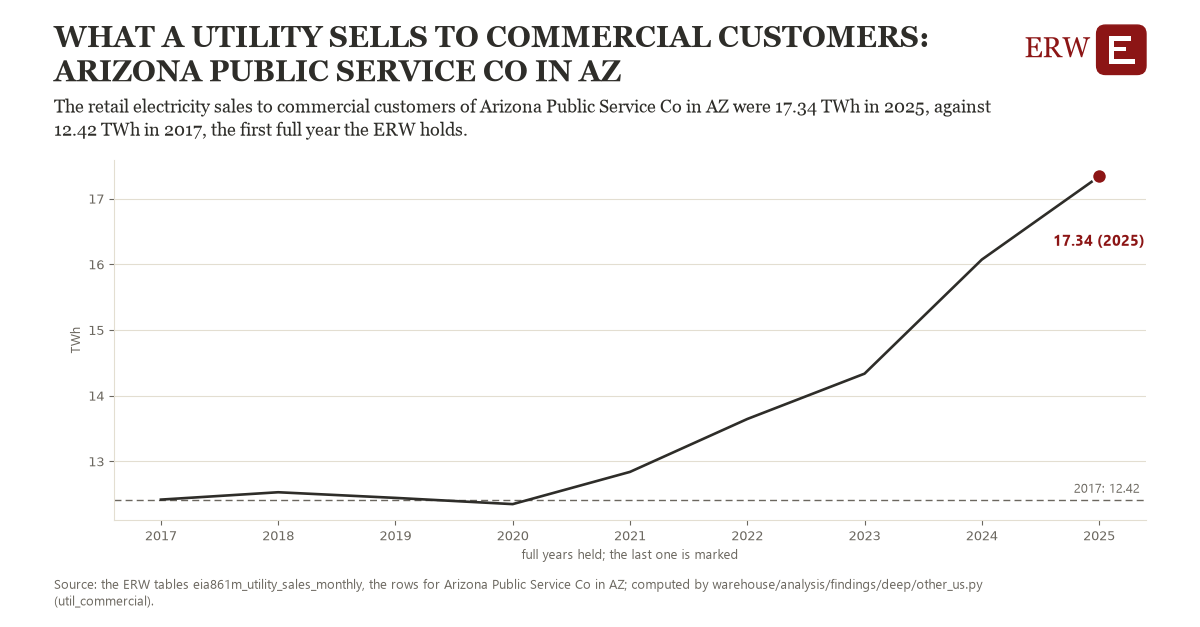 WHAT A UTILITY SELLS TO COMMERCIAL CUSTOMERS:
ARIZONA PUBLIC SERVICE CO IN AZ
ERW E
The retail electricity sales to commercial customers of Arizona Public Service Co in AZ were 17.34 TWh in 2025, against
12.42 TWh in 2017, the first full year the ERW holds.
17
16
15
14
13
TWh
17.34 (2025)
2017: 12.42
2017 2018 2019 2020 2021 2022 2023 2024 2025
full years held; the last one is marked
Source: the ERW tables eia861m_utility_sales_monthly, the rows for Arizona Public Service Co in AZ; computed by warehouse/analysis/findings/deep/other_us.py
(util_commercial).